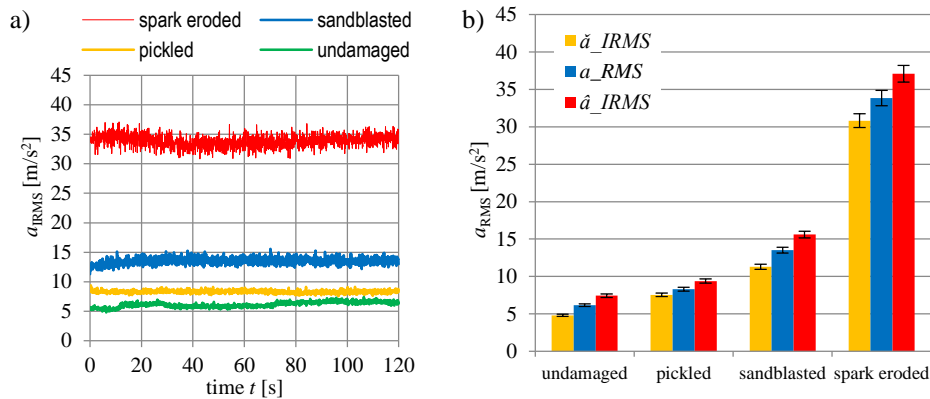 a)
spark eroded
sandblasted
pickled
undamaged
a_IRMS [m/s²]
45
40
35
30
25
20
15
10
5
0
0 20 40 60 80 100 120
time t [s]
b)
ǎ_IRMS
a_RMS
â_IRMS
a_RMS [m/s²]
45
40
35
30
25
20
15
10
5
0
undamaged pickled sandblasted spark eroded